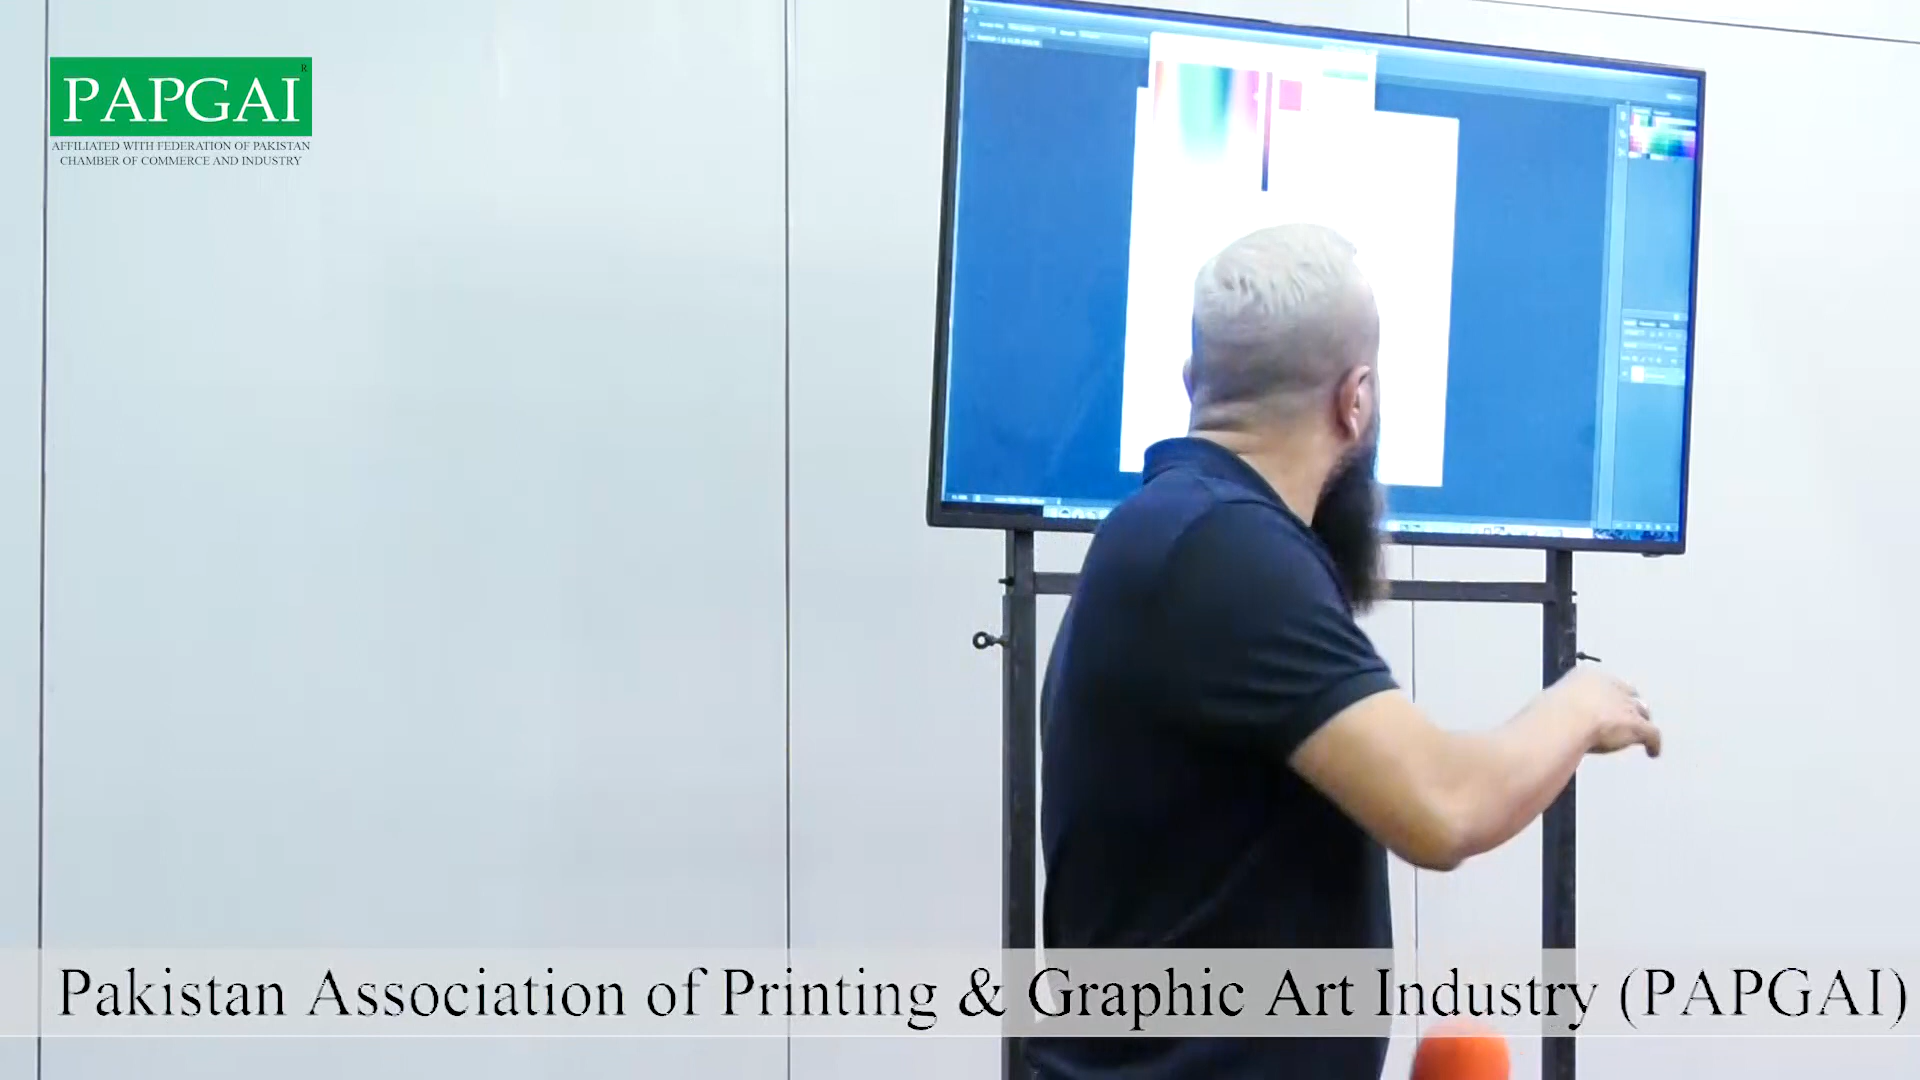 PAPGAI
R
AFFILIATED WITH FEDERATION OF PAKISTAN
CHAMBER OF COMMERCE AND INDUSTRY
Pakistan Association of Printing & Graphic Art Industry (PAPGAI)